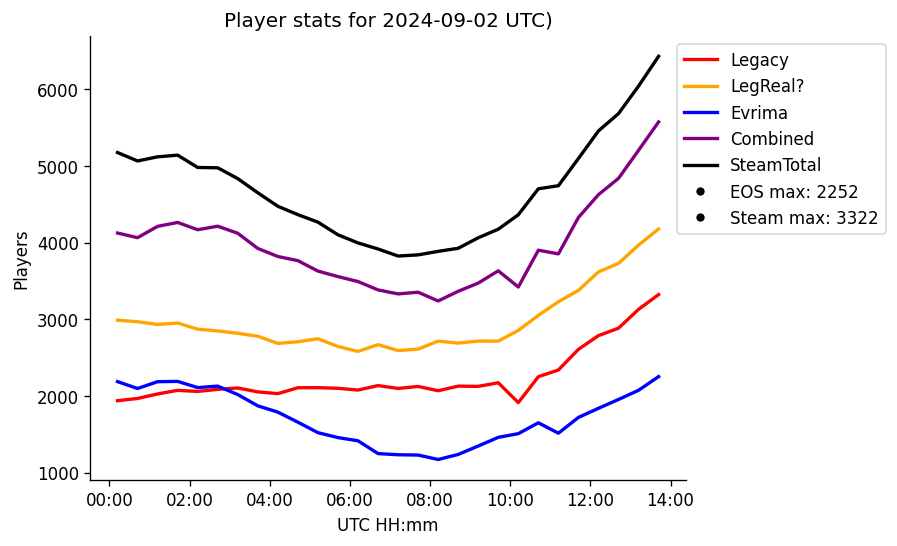 Player stats for 2024-09-02 UTC)
Legacy
LegReal?
Evrima
Combined
SteamTotal
EOS max: 2252
Steam max: 3322
Players
6000
5000
4000
3000
2000
1000
00:00 02:00 04:00 06:00 08:00 10:00 12:00 14:00
UTC HH:mm